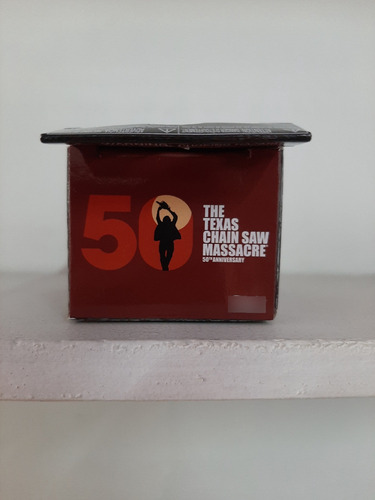 50
THE
TEXAS
CHAIN SAW
MASSACRE
50TH ANNIVERSARY